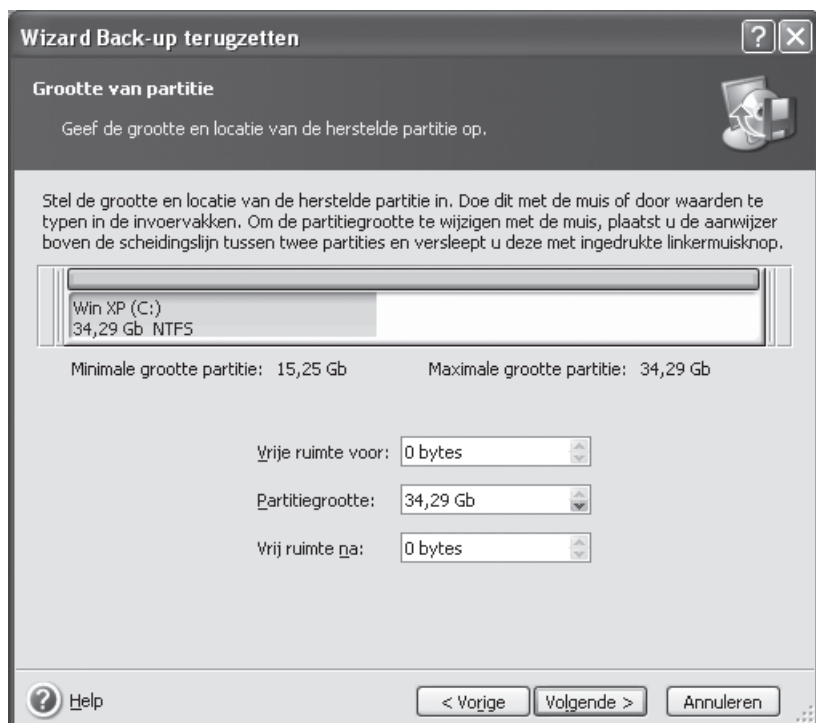 Wizard Back-up terugzetten
Grootte van partitie
Geef de grootte en locatie van de herstelde partitie op.
Stel de grootte en locatie van de herstelde partitie in. Doe dit met de muis of door waarden te
typen in de invoervakken. Om de partitiegrootte te wijzigen met de muis, plaatst u de aanwijzer
boven de scheidingslijn tussen twee partities en versleept u deze met ingedrukte linkermuisknop.
Win XP (C:)
34,29 Gb NTFS
Minimale grootte partitie: 15,25 Gb Maximale grootte partitie: 34,29 Gb
Vrije ruimte voor: 0 bytes
Partitiegrootte: 34,29 Gb
Vrij ruimte na: 0 bytes
? Help < Vorige Volgende > Annuleren